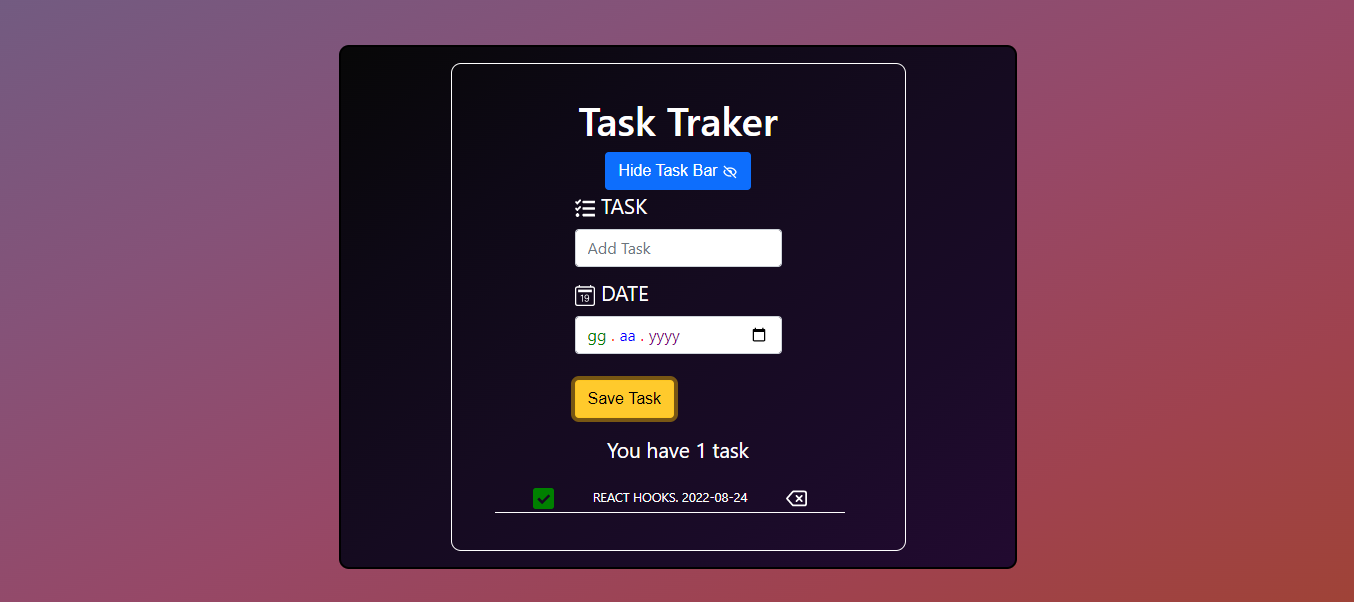 Task Traker
Hide Task Bar
TASK
Add Task
19
DATE
gg . aa . yyyy
Save Task
You have 1 task
REACT HOOKS. 2022-08-24